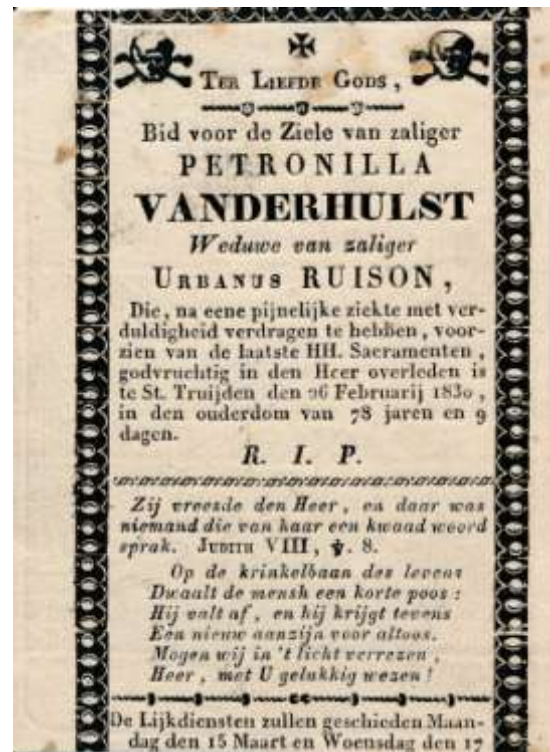 Ter Liefde Gods,
Bid voor de Ziele van zaliger
PETRONILLA
VANDERHULST
Weduwe van zaliger
Urbanus RUISON,
Die, na eene pijnelijke ziekte met ver-
duldigheid verdragen te hebben, voor-
zien van de laatste HH. Sacramenten,
godvruchtig in den Heer overleden is
te St. Truijden den 26 Februarij 1830,
in den ouderdom van 78 jaren en 9
dagen.
R. I. P.
Zij vreesde den Heer, en daar was
niemand die van haar een kwaad woord
sprak. Judith VIII, ℣. 8.
Op de krinkelbaan des levens
Dwaalt de mensh een korte poos:
Hij valt af, en hij krijgt tevens
Een nieuw aanzijn voor altoos.
Mogen wij in 't licht verrezen,
Heer, met U gelukkig wezen!
De Lijkdiensten zullen geschieden Maan-
dag den 15 Maart en Woensdag den 17